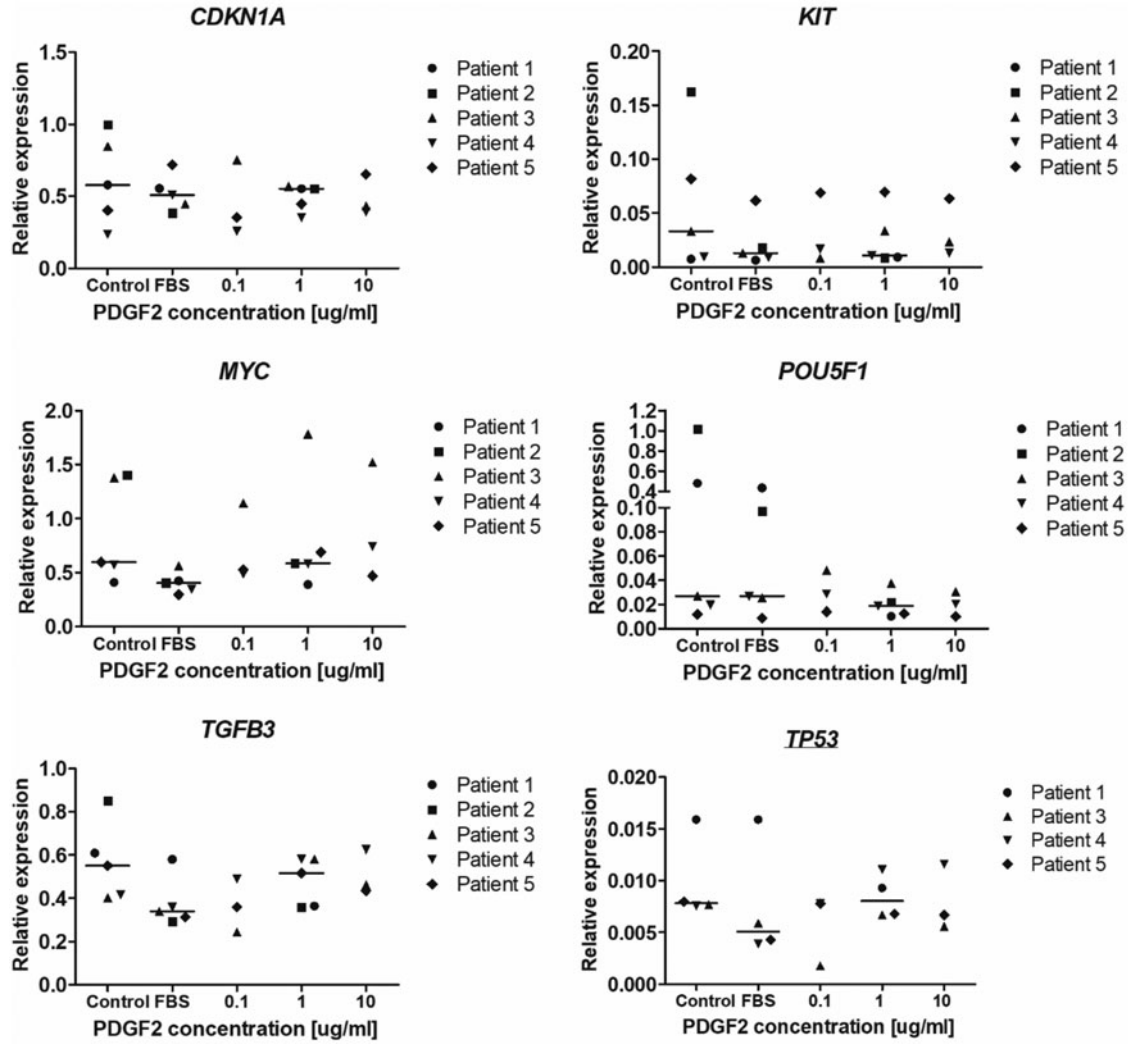 CDKN1A
Relative expression
1.5
1.0
0.5
0.0
Control FBS 0.1 1 10
PDGF2 concentration [ug/ml]
Patient 1
Patient 2
Patient 3
Patient 4
Patient 5
KIT
Relative expression
0.20
0.15
0.10
0.05
0.00
Control FBS 0.1 1 10
PDGF2 concentration [ug/ml]
Patient 1
Patient 2
Patient 3
Patient 4
Patient 5
MYC
Relative expression
2.0
1.5
1.0
0.5
0.0
Control FBS 0.1 1 10
PDGF2 concentration [ug/ml]
Patient 1
Patient 2
Patient 3
Patient 4
Patient 5
POU5F1
Relative expression
1.2
1.0
0.8
0.6
0.4
0.10
0.08
0.06
0.04
0.02
0.00
Control FBS 0.1 1 10
PDGF2 concentration [ug/ml]
Patient 1
Patient 2
Patient 3
Patient 4
Patient 5
TGFB3
Relative expression
1.0
0.8
0.6
0.4
0.2
0.0
Control FBS 0.1 1 10
PDGF2 concentration [ug/ml]
Patient 1
Patient 2
Patient 3
Patient 4
Patient 5
TP53
Relative expression
0.020
0.015
0.010
0.005
0.000
Control FBS 0.1 1 10
PDGF2 concentration [ug/ml]
Patient 1
Patient 3
Patient 4
Patient 5